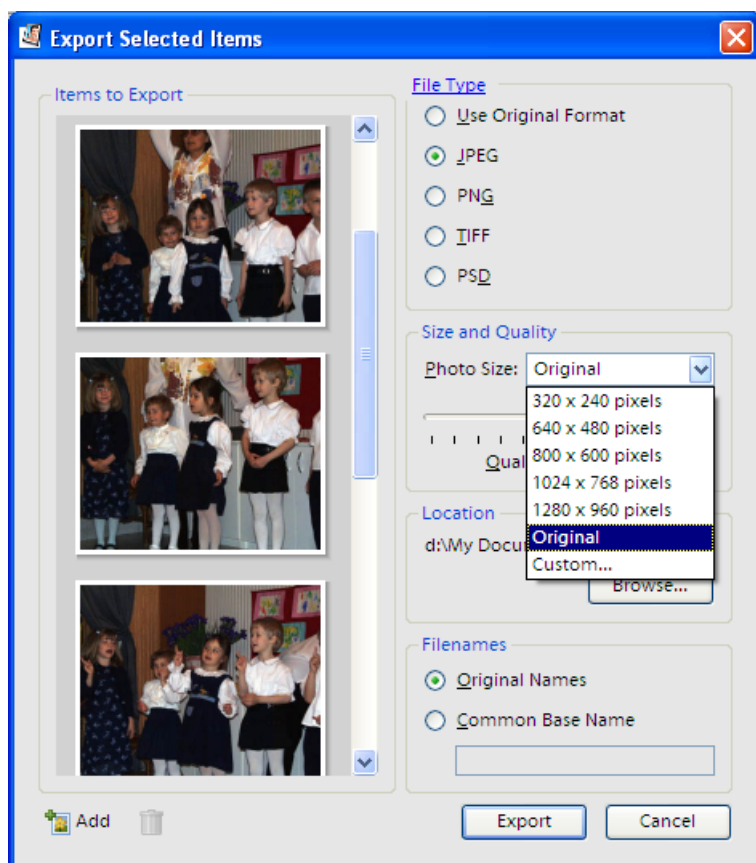 Export Selected Items
Items to Export
File Type
Use Original Format
JPEG
PNG
TIFF
PSD
Size and Quality
Photo Size: Original
320 x 240 pixels
640 x 480 pixels
800 x 600 pixels
1024 x 768 pixels
1280 x 960 pixels
Original
Custom...
Location
d:\My
Browse...
Filenames
Original Names
Common Base Name
Add
Export
Cancel